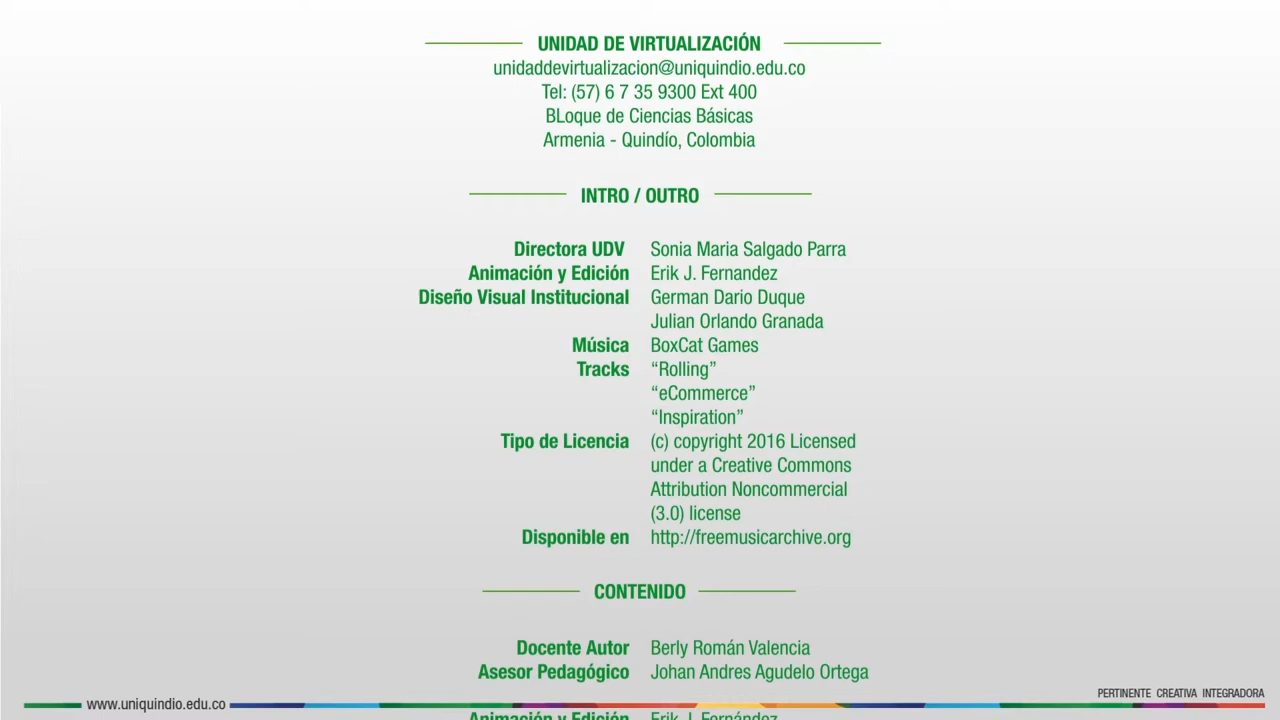 UNIDAD DE VIRTUALIZACIÓN
unidaddevirtualizacion@uniquindio.edu.co
Tel: (57) 6 7 35 9300 Ext 400
BLoque de Ciencias Básicas
Armenia - Quindío, Colombia
INTRO / OUTRO
Directora UDV Sonia Maria Salgado Parra
Animación y Edición Erik J. Fernandez
Diseño Visual Institucional German Dario Duque
Julian Orlando Granada
Música BoxCat Games
Tracks “Rolling”
“eCommerce”
“Inspiration”
Tipo de Licencia (c) copyright 2016 Licensed
under a Creative Commons
Attribution Noncommercial
(3.0) license
Disponible en http://freemusicarchive.org
CONTENIDO
Docente Autor Berly Román Valencia
Asesor Pedagógico Johan Andres Agudelo Ortega
PERTINENTE CREATIVA INTEGRADORA
www.uniquindio.edu.co
Animación y Edición Erik J. Fernández